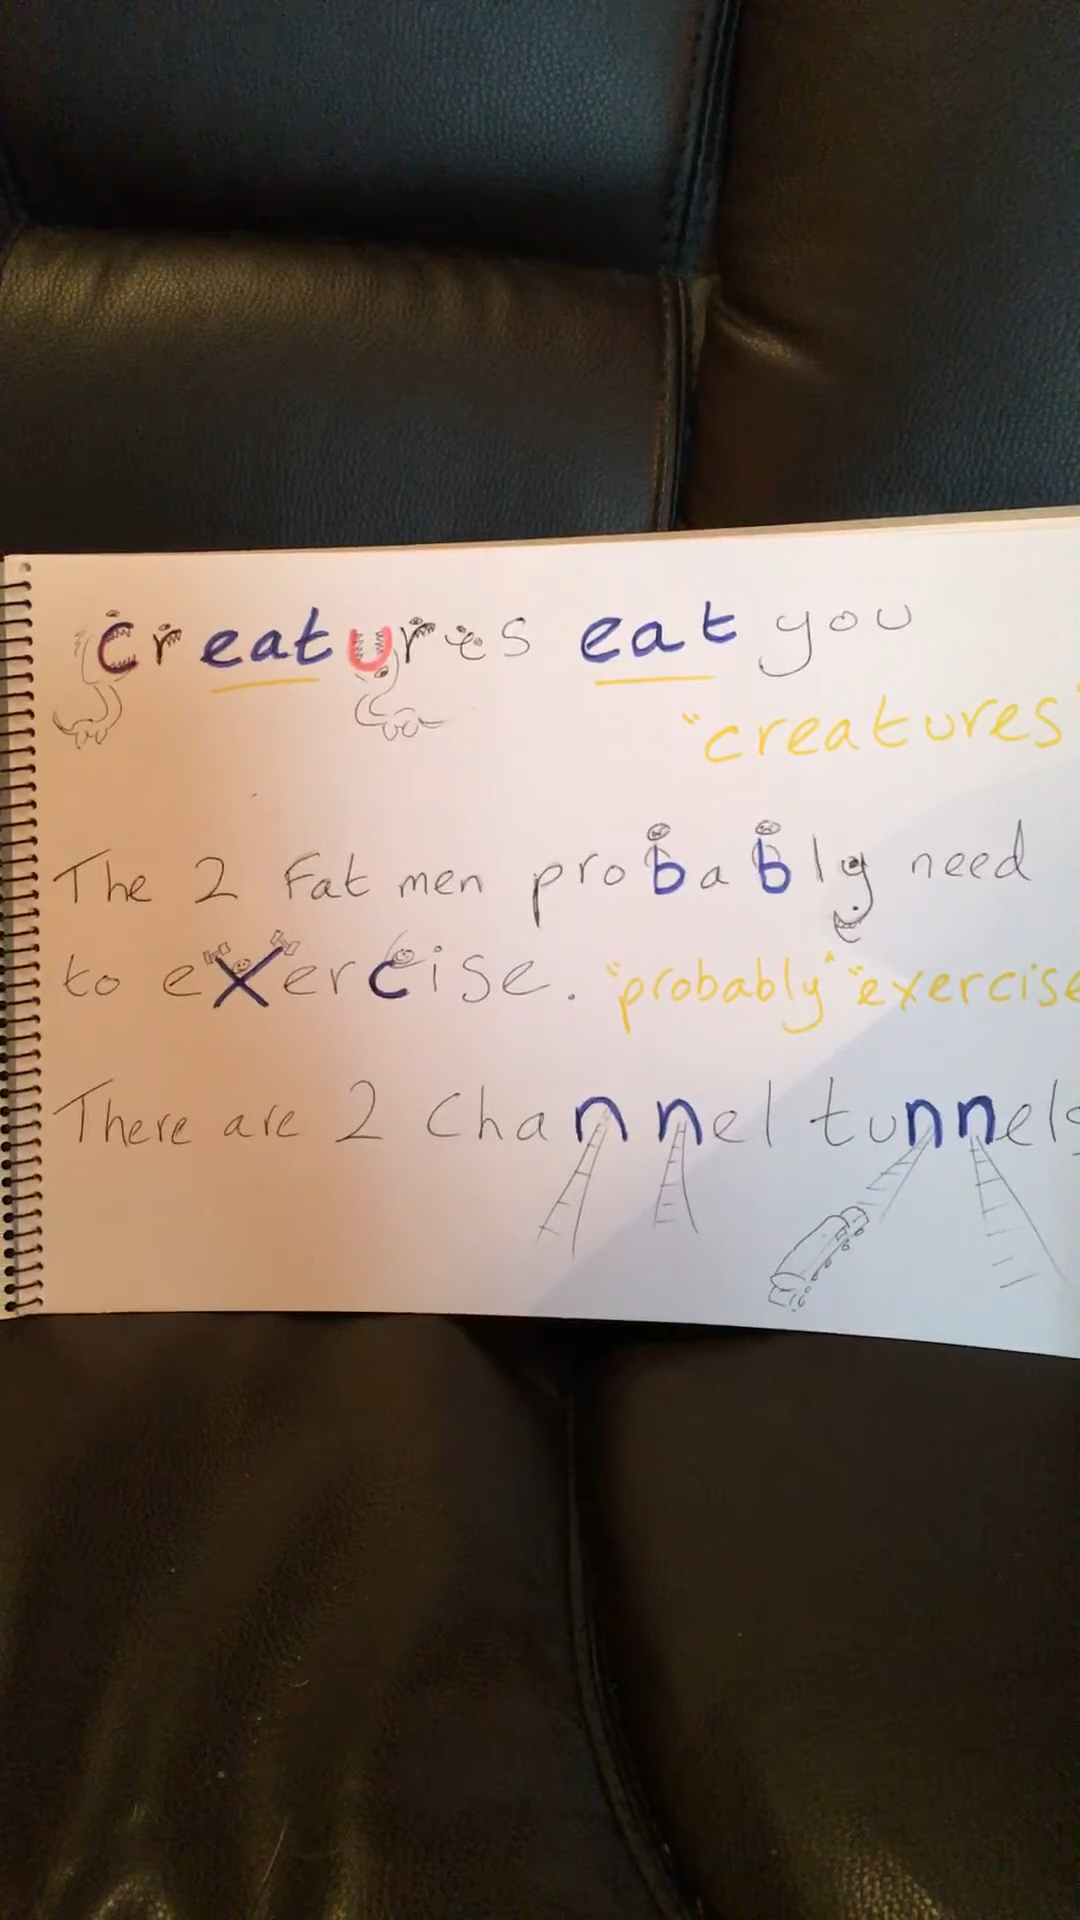 creatures eat you
"creatures"
The 2 Fat men probably need
to exercise. "probably" "exercise
There are 2 Channel tunnels